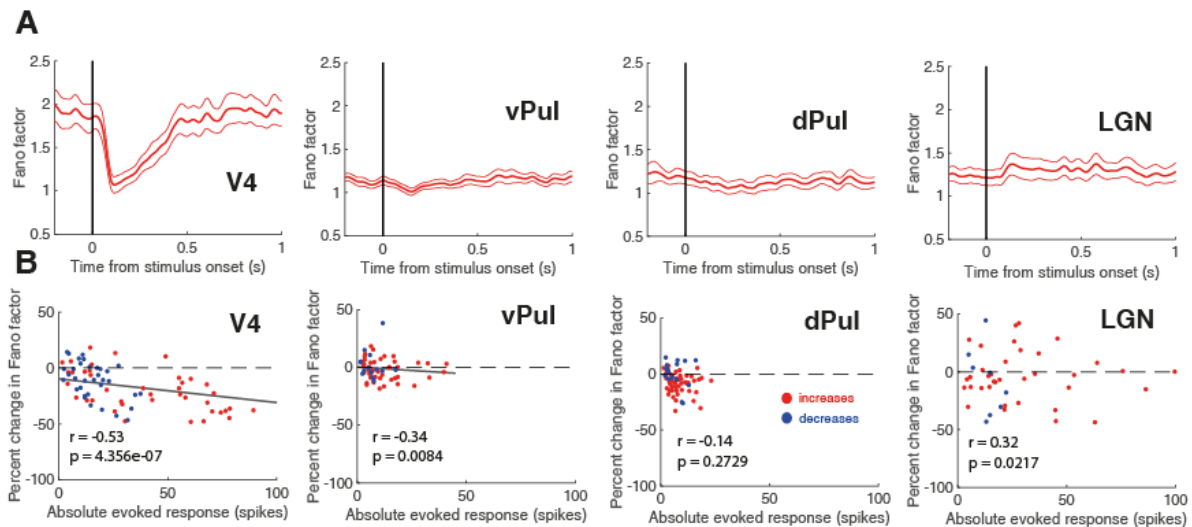 A
Fano factor
2.5
2
1.5
1
0.5
V4
0
0.5
1
Time from stimulus onset (s)
Fano factor
2.5
2
1.5
1
0.5
vPul
0
0.5
1
Time from stimulus onset (s)
Fano factor
2.5
2
1.5
1
0.5
dPul
0
0.5
1
Time from stimulus onset (s)
Fano factor
2.5
2
1.5
1
0.5
LGN
0
0.5
1
Time from stimulus onset (s)
B
Percent change in Fano factor
50
0
-50
-100
V4
r = -0.53
p = 4.356e-07
0
50
100
Absolute evoked response (spikes)
Percent change in Fano factor
50
0
-50
-100
vPul
r = -0.34
p = 0.0084
0
50
100
Absolute evoked response (spikes)
Percent change in Fano factor
50
0
-50
-100
dPul
increases
decreases
r = -0.14
p = 0.2729
0
50
100
Absolute evoked response (spikes)
Percent change in Fano factor
50
0
-50
-100
LGN
r = 0.32
p = 0.0217
0
50
100
Absolute evoked response (spikes)